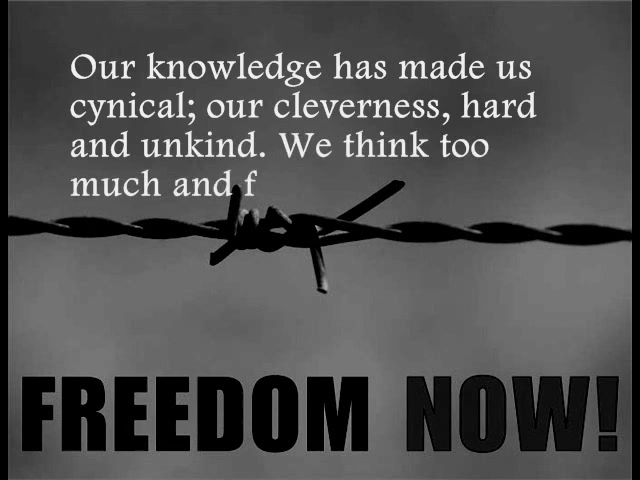 Our knowledge has made us
cynical; our cleverness, hard
and unkind. We think too
much and f
FREEDOM NOW!